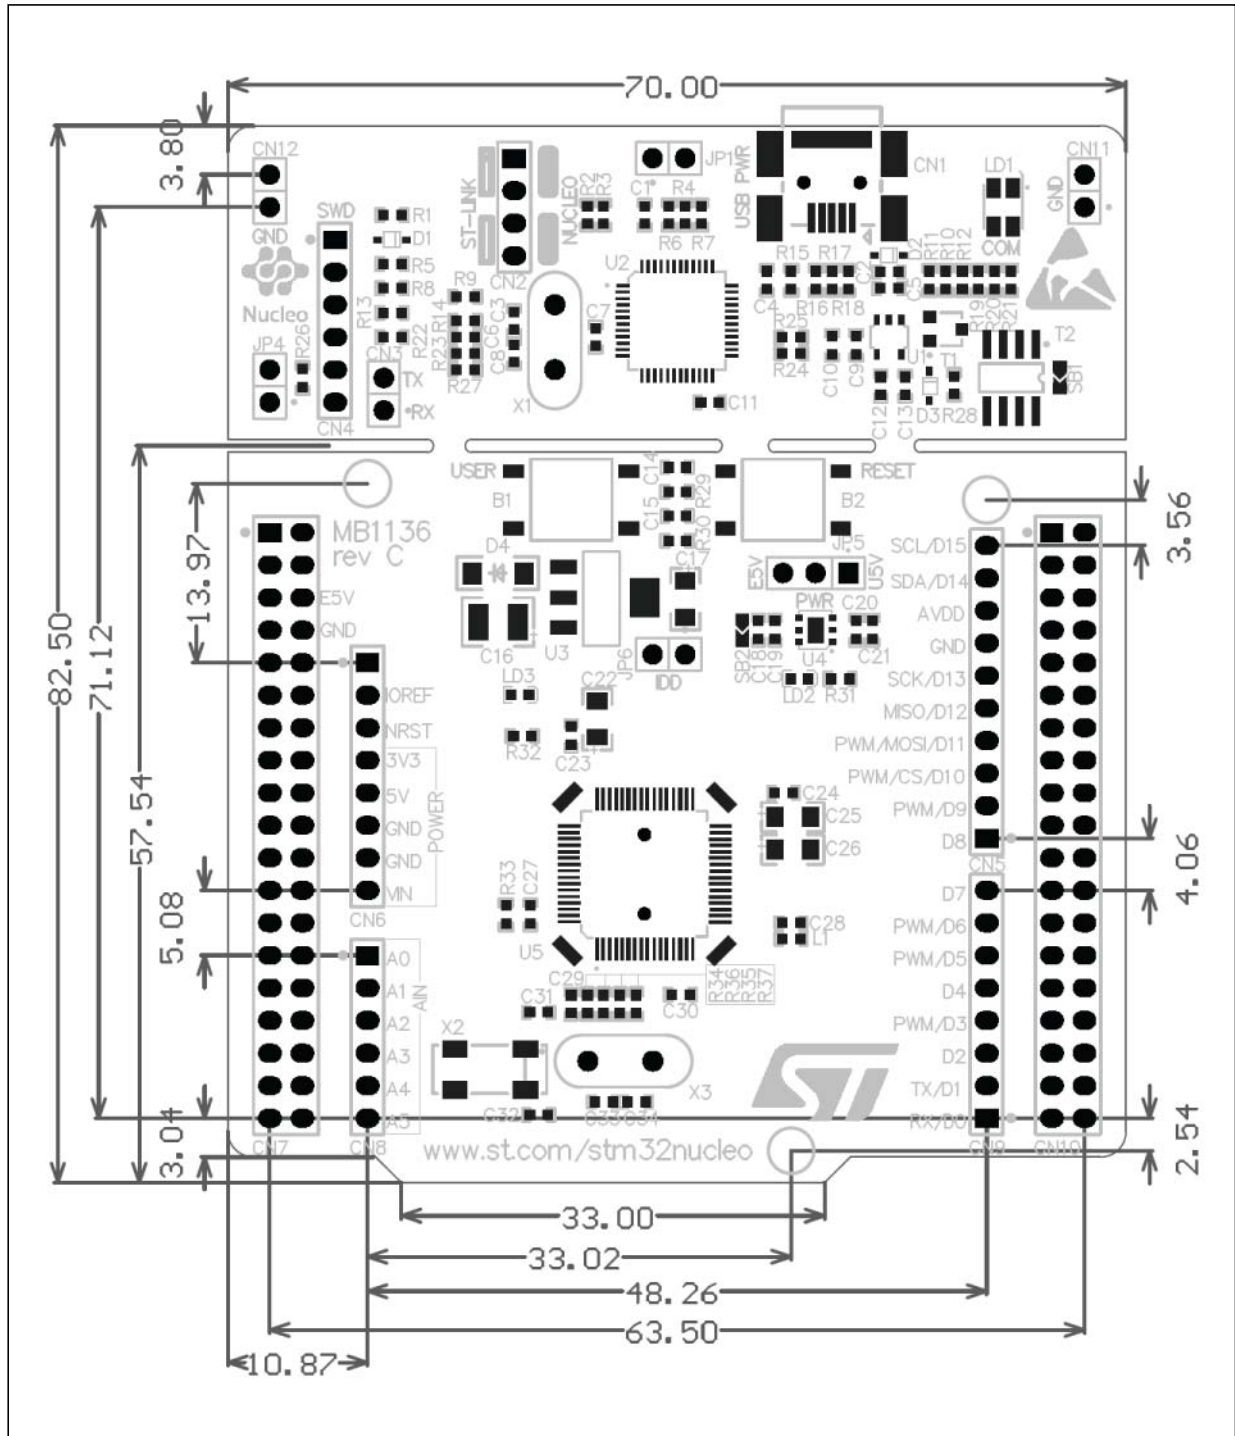 70.00
3.80
CN12
JP1
CN1
LD1
CN11
USB PWR
GND
COM
SWD
R1
D1
R5
R8
R13
R22
ST-LINK
NUCLEO
CN2
R2
R3
C1
R4
R6
R7
U2
GND
Nucleo
R9
R14
R23
R27
C3
C6
C8
C7
X1
C11
R15
R17
C4
R16
R18
C2
D2
C5
R11
R10
R12
R19
R20
R21
R25
R24
C10
C9
U1
T1
T2
SB1
C12
C13
D3
R28
JP4
R26
CN3
TX
RX
CN4
USER
B1
C14
C15
R29
R30
B2
RESET
MB1136
rev C
3.56
13.97
82.50
71.12
57.54
D4
C17
E5V
JP5
U5V
PWR
SCL/D15
SDA/D14
AVDD
GND
SCK/D13
MISO/D12
PWM/MOSI/D11
PWM/CS/D10
PWM/D9
D8
CN5
E5V
GND
C16
U3
JP6
IDD
SB2
C18
C19
U4
C20
C21
LD3
C22
LD2
R31
R32
C23
IOREF
NRST
3V3
5V
GND
GND
VIN
POWER
CN6
C24
C25
C26
4.06
5.08
R33
C27
U5
C28
L1
D7
PWM/D6
PWM/D5
D4
PWM/D3
D2
TX/D1
RX/D0
A0
A1
A2
A3
A4
A5
AIN
C29
C31
C30
R34
R36
R35
R37
X2
X3
C32
C33
C34
ST
3.04
2.54
CN7
CN8
www.st.com/stm32nucleo
CN9
CN10
33.00
33.02
48.26
63.50
10.87